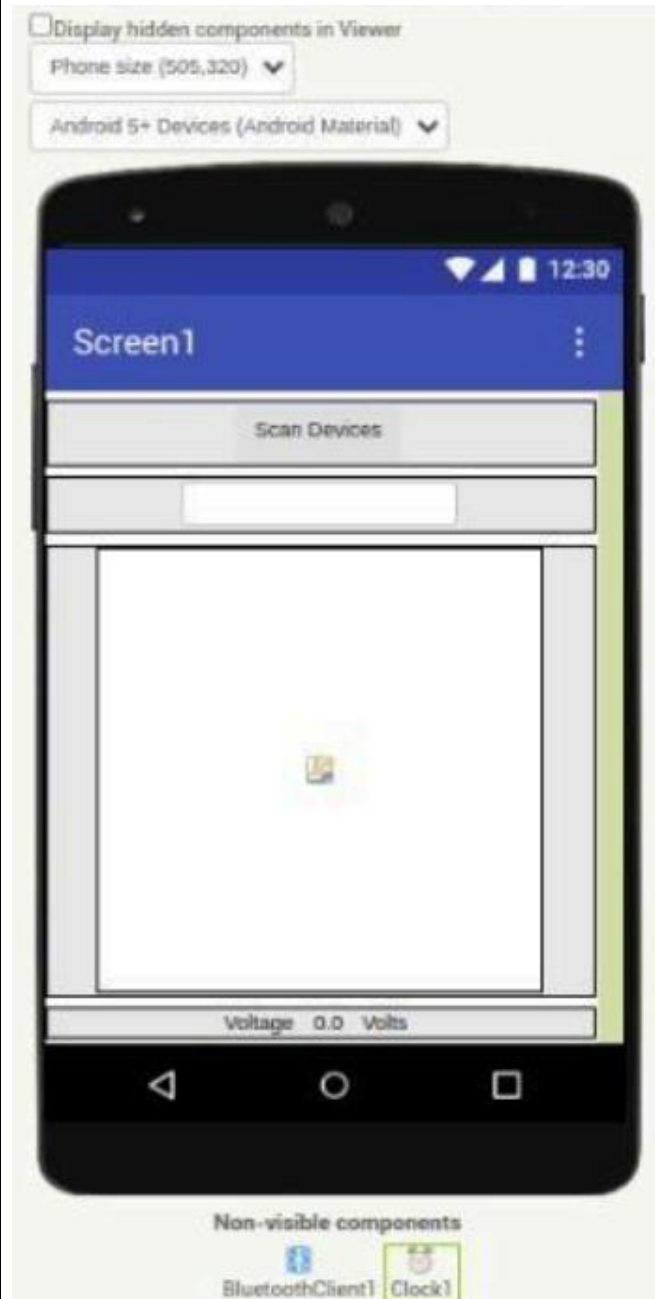 Display hidden components in Viewer
Phone size (505,320)
Android 5+ Devices (Android Material)
12:30
Screen1
Scan Devices
Voltage 0.0 Volts
Non-visible components
BluetoothClient1 Clock1